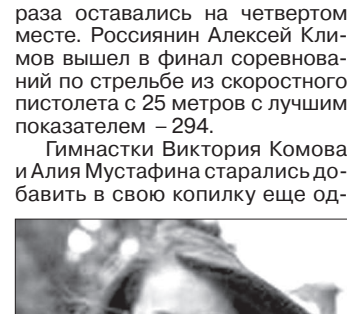 раза оставались на четвертом
месте. Россиянин Алексей Кли-
мов вышел в финал соревнова-
ний по стрельбе из скоростного
пистолета с 25 метров с лучшим
показателем – 294.
Гимнастки Виктория Комова
и Алия Мустафина старались до-
бавить в свою копилку еще од-